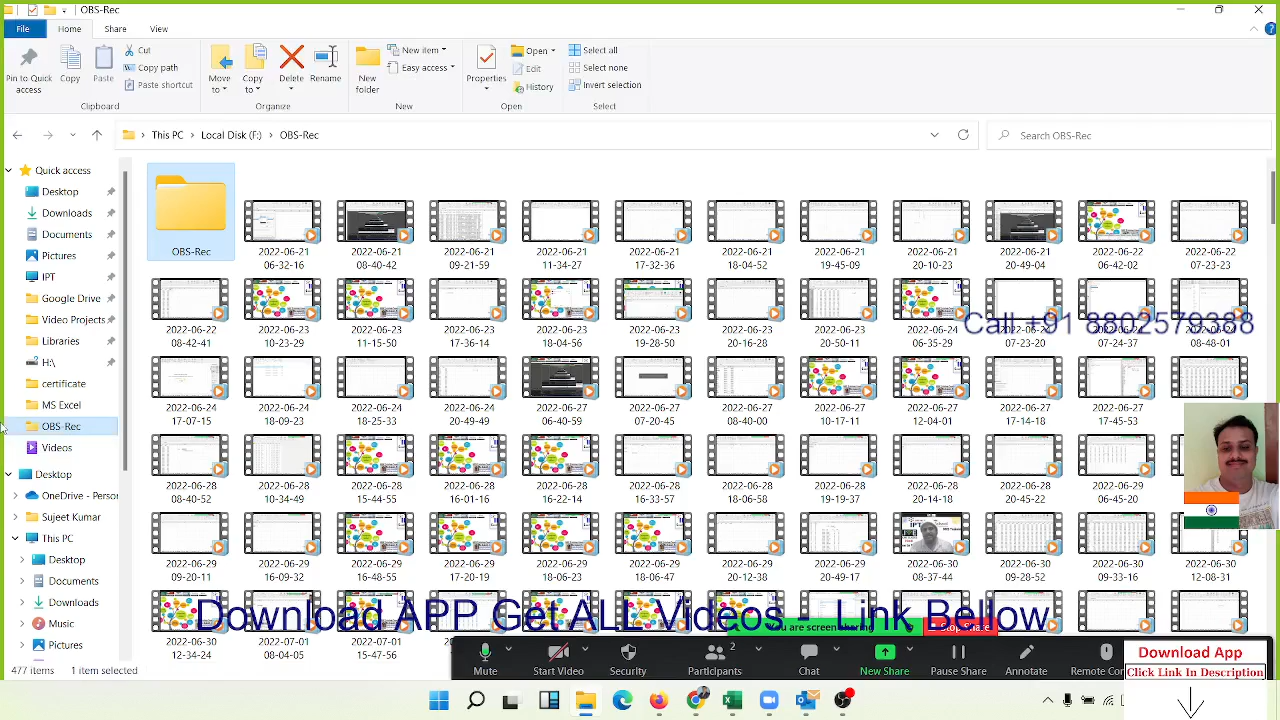 OBS-Rec
File Home Share View
Pin to Quick access
Copy
Paste
Cut
Copy path
Paste shortcut
Move to
Copy to
Delete
Rename
New folder
New item
Easy access
Properties
Open
Edit
History
Select all
Select none
Invert selection
Clipboard Organize New Open Select
This PC > Local Disk (F:) > OBS-Rec
Search OBS-Rec
Quick access
Desktop
Downloads
Documents
Pictures
IPT
Google Drive
Video Projects
Libraries
H:\
certificate
MS Excel
OBS-Rec
Videos
Desktop
OneDrive - Person
Sujeet Kumar
This PC
Desktop
Documents
Downloads
Music
Pictures
OBS-Rec
2022-06-21 06-32-16
2022-06-21 08-40-42
2022-06-21 09-21-59
2022-06-21 11-34-27
2022-06-21 17-32-36
2022-06-21 18-04-52
2022-06-21 19-45-09
2022-06-21 20-10-23
2022-06-21 20-49-04
2022-06-22 06-42-02
2022-06-22 07-23-23
2022-06-22 08-42-41
2022-06-23 10-23-29
2022-06-23 11-15-50
2022-06-23 17-36-14
2022-06-23 18-04-56
2022-06-23 19-28-50
2022-06-23 20-16-28
2022-06-23 20-50-11
2022-06-24 06-35-29
07-23-20
07-24-37
08-48-01
Call +91 8802579388
2022-06-24 17-07-15
2022-06-24 18-09-23
2022-06-24 18-25-33
2022-06-24 20-49-49
2022-06-27 06-40-59
2022-06-27 07-20-45
2022-06-27 08-40-00
2022-06-27 10-17-11
2022-06-27 12-04-01
2022-06-27 17-14-18
2022-06-27 17-45-53
2022-06-28 08-40-52
2022-06-28 10-34-49
2022-06-28 15-44-55
2022-06-28 16-01-16
2022-06-28 16-22-14
2022-06-28 16-33-57
2022-06-28 18-06-58
2022-06-28 19-19-37
2022-06-28 20-14-18
2022-06-28 20-45-22
2022-06-29 06-45-20
2022-06-29 09-20-11
2022-06-29 16-09-32
2022-06-29 16-48-55
2022-06-29 17-20-19
2022-06-29 18-06-23
2022-06-29 18-06-47
2022-06-29 20-12-38
2022-06-29 20-49-17
2022-06-30 08-37-44
2022-06-30 09-28-52
2022-06-30 09-33-16
2022-06-30 12-08-31
2022-06-30 12-34-24
2022-07-01 08-04-05
2022-07-01 15-47-56
Download APP Get ALL Videos - Link Bellow
You are screen sharing
Stop Share
477 items 1 item selected
Mute
Start Video
Security
Participants 2
Chat
New Share
Pause Share
Annotate
Remote Con
Download App
Click Link In Description